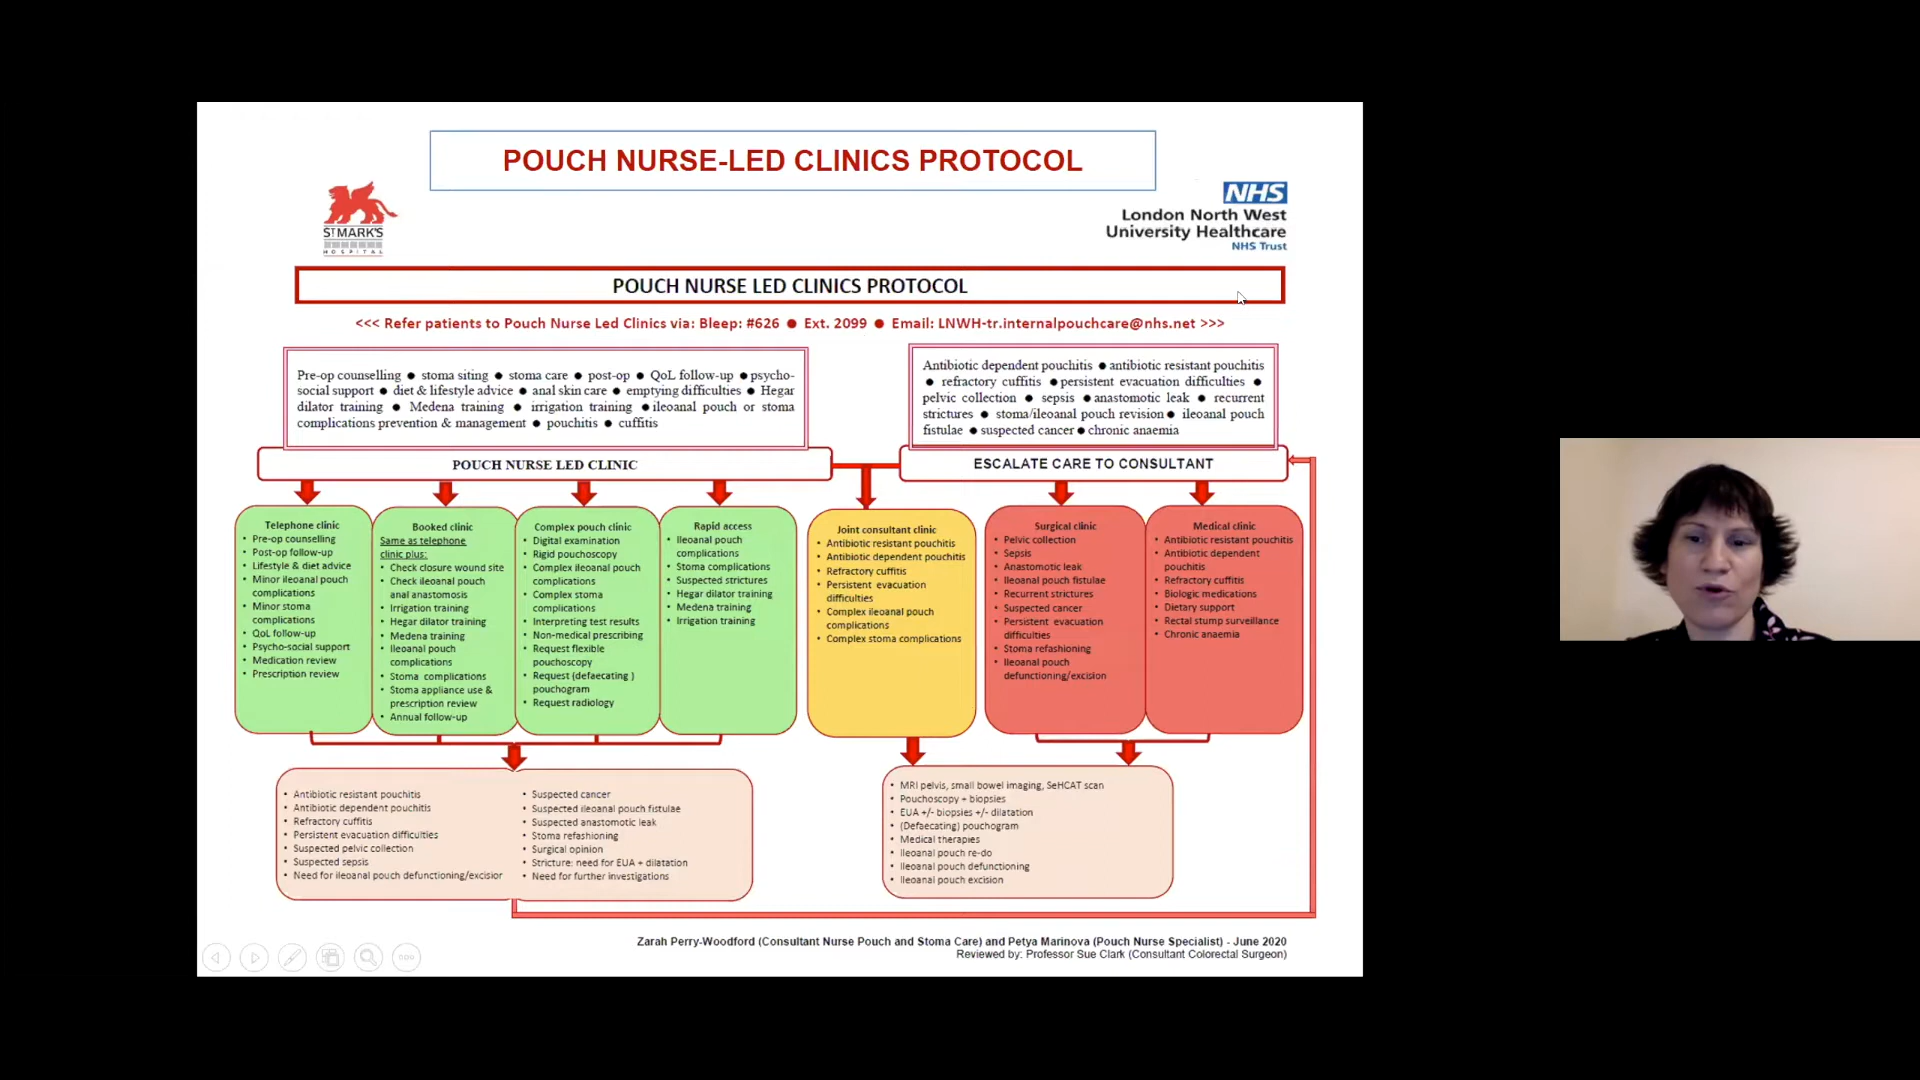 POUCH NURSE-LED CLINICS PROTOCOL
ST MARK'S
HOSPITAL
NHS
London North West
University Healthcare
NHS Trust
POUCH NURSE LED CLINICS PROTOCOL
<<< Refer patients to Pouch Nurse Led Clinics via: Bleep: #626 ● Ext. 2099 ● Email: LNWH-tr.internalpouchcare@nhs.net >>>
Pre-op counselling ● stoma siting ● stoma care ● post-op ● QoL follow-up ● psycho-
social support ● diet & lifestyle advice ● anal skin care ● emptying difficulties ● Hegar
dilator training ● Medena training ● irrigation training ● ileoanal pouch or stoma
complications prevention & management ● pouchitis ● cuffitis
Antibiotic dependent pouchitis ● antibiotic resistant pouchitis
● refractory cuffitis ● persistent evacuation difficulties ●
pelvic collection ● sepsis ● anastomotic leak ● recurrent
strictures ● stoma/ileoanal pouch revision ● ileoanal pouch
fistulae ● suspected cancer ● chronic anaemia
POUCH NURSE LED CLINIC
ESCALATE CARE TO CONSULTANT
Telephone clinic
• Pre-op counselling
• Post-op follow-up
• Lifestyle & diet advice
• Minor ileoanal pouch
complications
• Minor stoma
complications
• QoL follow-up
• Psycho-social support
• Medication review
• Prescription review
Booked clinic
Same as telephone
clinic plus:
• Check closure wound site
• Check ileoanal pouch
anal anastomosis
• Irrigation training
• Hegar dilator training
• Medena training
• Ileoanal pouch
complications
• Stoma complications
• Stoma appliance use &
prescription review
• Annual follow-up
Complex pouch clinic
• Digital examination
• Rigid pouchoscopy
• Complex ileoanal pouch
complications
• Complex stoma
complications
• Interpreting test results
• Non-medical prescribing
• Request flexible
pouchoscopy
• Request (defaecating )
pouchogram
• Request radiology
Rapid access
• Ileoanal pouch
complications
• Stoma complications
• Suspected strictures
• Hegar dilator training
• Medena training
• Irrigation training
Joint consultant clinic
• Antibiotic resistant pouchitis
• Antibiotic dependent pouchitis
• Refractory cuffitis
• Persistent evacuation
difficulties
• Complex ileoanal pouch
complications
• Complex stoma complications
Surgical clinic
• Pelvic collection
• Sepsis
• Anastomotic leak
• Ileoanal pouch fistulae
• Recurrent strictures
• Suspected cancer
• Persistent evacuation
difficulties
• Stoma refashioning
• Ileoanal pouch
defunctioning/excision
Medical clinic
• Antibiotic resistant pouchitis
• Antibiotic dependent
pouchitis
• Refractory cuffitis
• Biologic medications
• Dietary support
• Rectal stump surveillance
• Chronic anaemia
• Antibiotic resistant pouchitis
• Antibiotic dependent pouchitis
• Refractory cuffitis
• Persistent evacuation difficulties
• Suspected pelvic collection
• Suspected sepsis
• Need for ileoanal pouch defunctioning/excisior
• Suspected cancer
• Suspected ileoanal pouch fistulae
• Suspected anastomotic leak
• Stoma refashioning
• Surgical opinion
• Stricture: need for EUA + dilatation
• Need for further investigations
• MRI pelvis, small bowel imaging, SeHCAT scan
• Pouchoscopy + biopsies
• EUA +/- biopsies +/- dilatation
• (Defaecating) pouchogram
• Medical therapies
• Ileoanal pouch re-do
• Ileoanal pouch defunctioning
• Ileoanal pouch excision
Zarah Perry-Woodford (Consultant Nurse Pouch and Stoma Care) and Petya Marinova (Pouch Nurse Specialist) - June 2020
Reviewed by: Professor Sue Clark (Consultant Colorectal Surgeon)